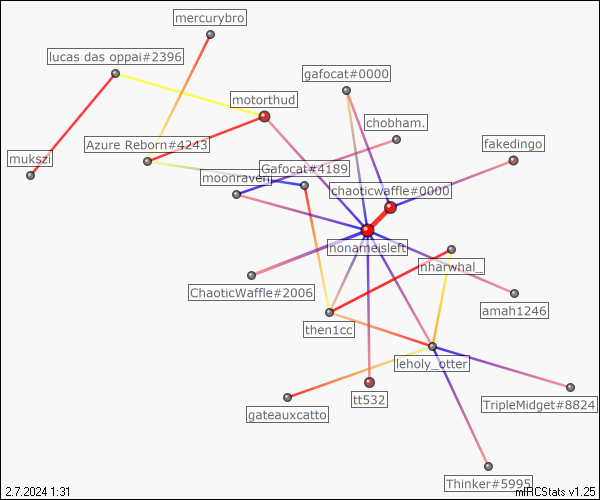 mercurybro
lucas das oppai#2396
gafocat#0000
motorthud
chobham.
Azure Reborn#4243
fakedingo
mukszi
Gafocat#4189
moonraveni
chaoticwaffle#0000
nonameisleft
nharwhal_
ChaoticWaffle#2006
amah1246
then1cc
leholy_otter
tt532
TripleMidget#8824
gateauxcatto
Thinker#5995
2.7.2024 1:31
mIRCStats v1.25